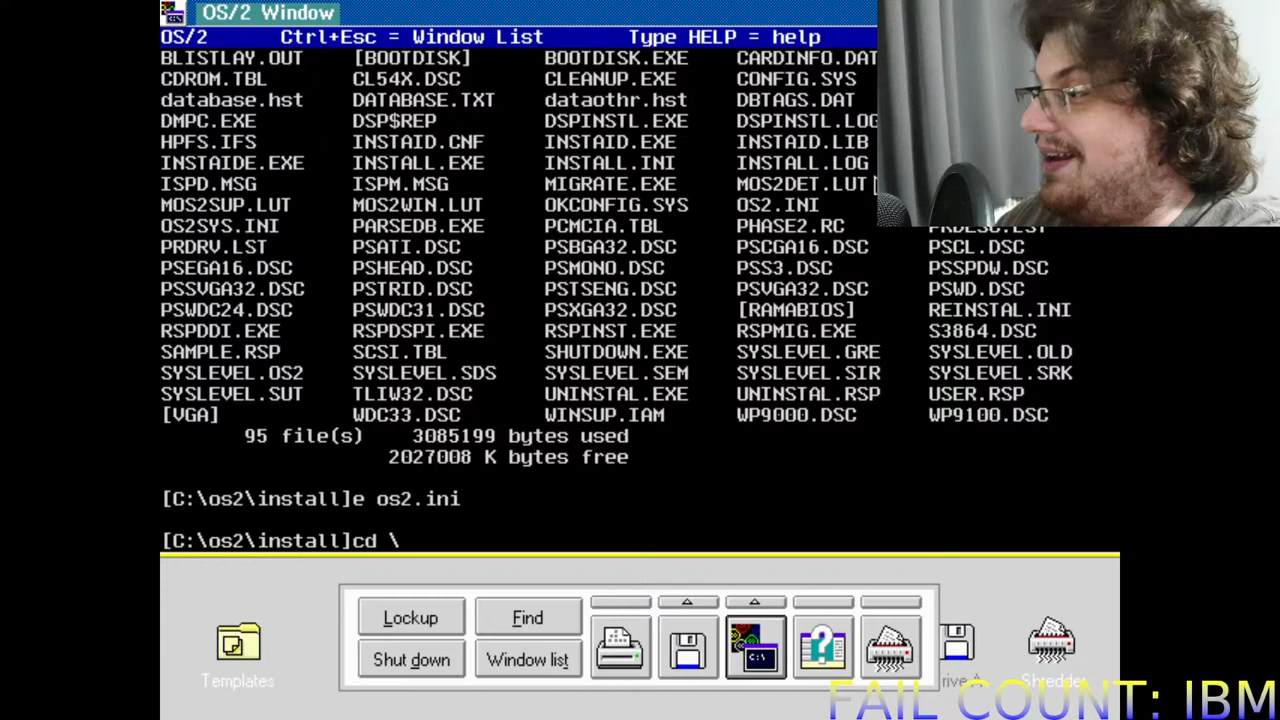 OS/2 Window
OS/2 Ctrl+Esc = Window List Type HELP = help
BLISTLAY.OUT [BOOTDISK] BOOTDISK.EXE CARDINFO.DAT
CDROM.TBL CL54X.DSC CLEANUP.EXE CONFIG.SYS
database.hst DATABASE.TXT dataothr.hst DBTAGS.DAT
DMPC.EXE DSP$REP DSPINSTL.EXE DSPINSTL.LOG
HPFS.IFS INSTAID.CNF INSTAID.EXE INSTAID.LIB
INSTAIDE.EXE INSTALL.EXE INSTALL.INI INSTALL.LOG
ISPD.MSG ISPM.MSG MIGRATE.EXE MOS2DET.LUT [
MOS2SUP.LUT MOS2WIN.LUT OKCONFIG.SYS OS2.INI
OS2SYS.INI PARSEDB.EXE PCMCIA.TBL PHASE2.RC
PRDRV.LST PSATI.DSC PSBGA32.DSC PSCGA16.DSC PSCL.DSC
PSEGA16.DSC PSHEAD.DSC PSMONO.DSC PSS3.DSC PSSPDW.DSC
PSSVGA32.DSC PSTRID.DSC PSTSENG.DSC PSVGA32.DSC PSWD.DSC
PSWDC24.DSC PSWDC31.DSC PSXGA32.DSC [RAMABIOS] REINSTAL.INI
RSPDDI.EXE RSPDSPI.EXE RSPINST.EXE RSPMIG.EXE S3864.DSC
SAMPLE.RSP SCSI.TBL SHUTDOWN.EXE SYSLEVEL.GRE SYSLEVEL.OLD
SYSLEVEL.OS2 SYSLEVEL.SDS SYSLEVEL.SEM SYSLEVEL.SIR SYSLEVEL.SRK
SYSLEVEL.SUT TLIW32.DSC UNINSTAL.EXE UNINSTAL.RSP USER.RSP
[VGA] WDC33.DSC WINSUP.IAM WP9000.DSC WP9100.DSC
95 file(s) 3085199 bytes used
2027008 K bytes free
[C:\os2\install]e os2.ini
[C:\os2\install]cd \
Lockup Find
Shut down Window list
C:\
Templates rive A Shredder
FAIL COUNT: IBM